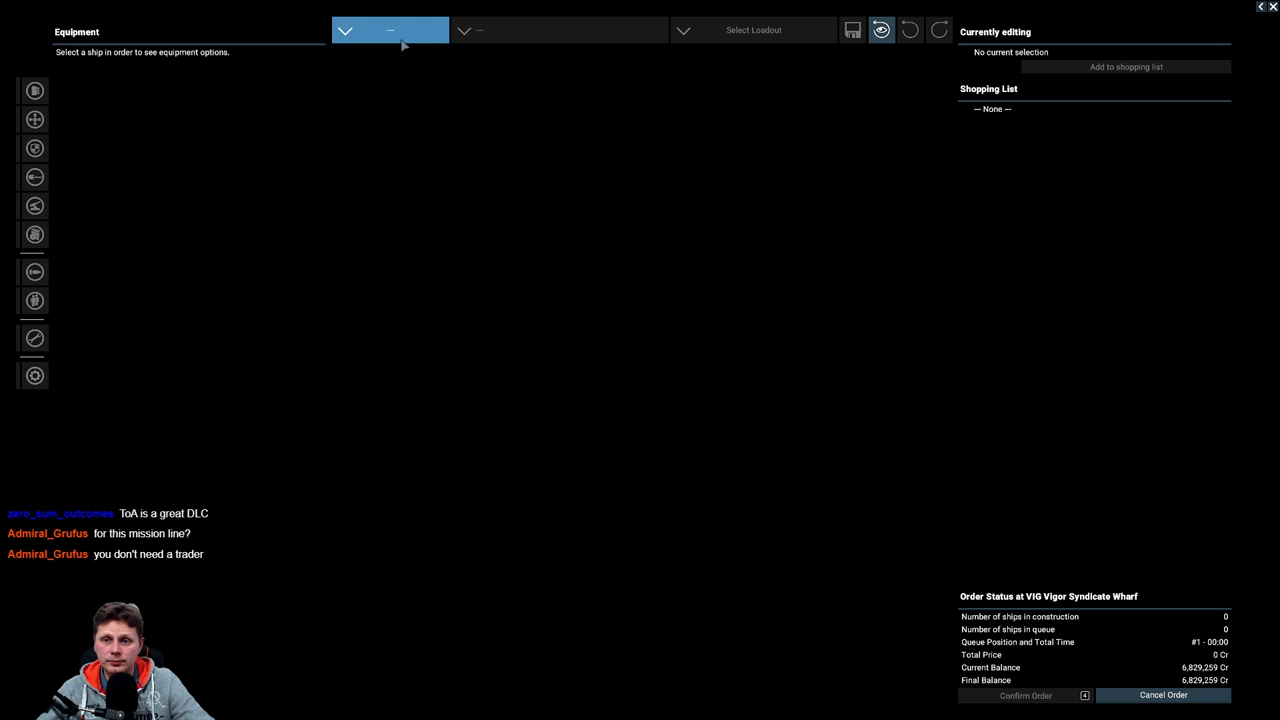 Equipment
Select a ship in order to see equipment options.
---
---
Select Loadout
Currently editing
No current selection
Add to shopping list
Shopping List
--- None ---
zero_sum_outcomes ToA is a great DLC
Admiral_Grufus for this mission line?
Admiral_Grufus you don't need a trader
Order Status at VIG Vigor Syndicate Wharf
Number of ships in construction 0
Number of ships in queue 0
Queue Position and Total Time #1 - 00:00
Total Price 0 Cr
Current Balance 6,829,259 Cr
Final Balance 6,829,259 Cr
Confirm Order 4
Cancel Order